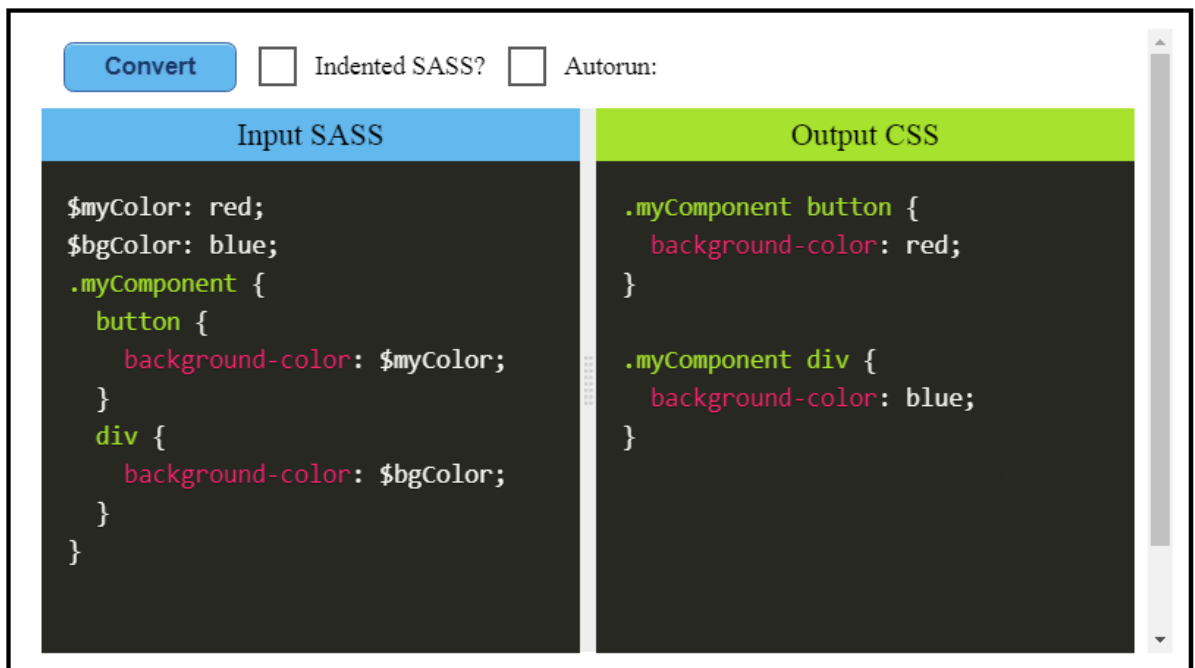 Convert Indented SASS? Autorun:
Input SASS
$myColor: red;
$bgColor: blue;
.myComponent {
  button {
    background-color: $myColor;
  }
  div {
    background-color: $bgColor;
  }
}
Output CSS
.myComponent button {
  background-color: red;
}

.myComponent div {
  background-color: blue;
}